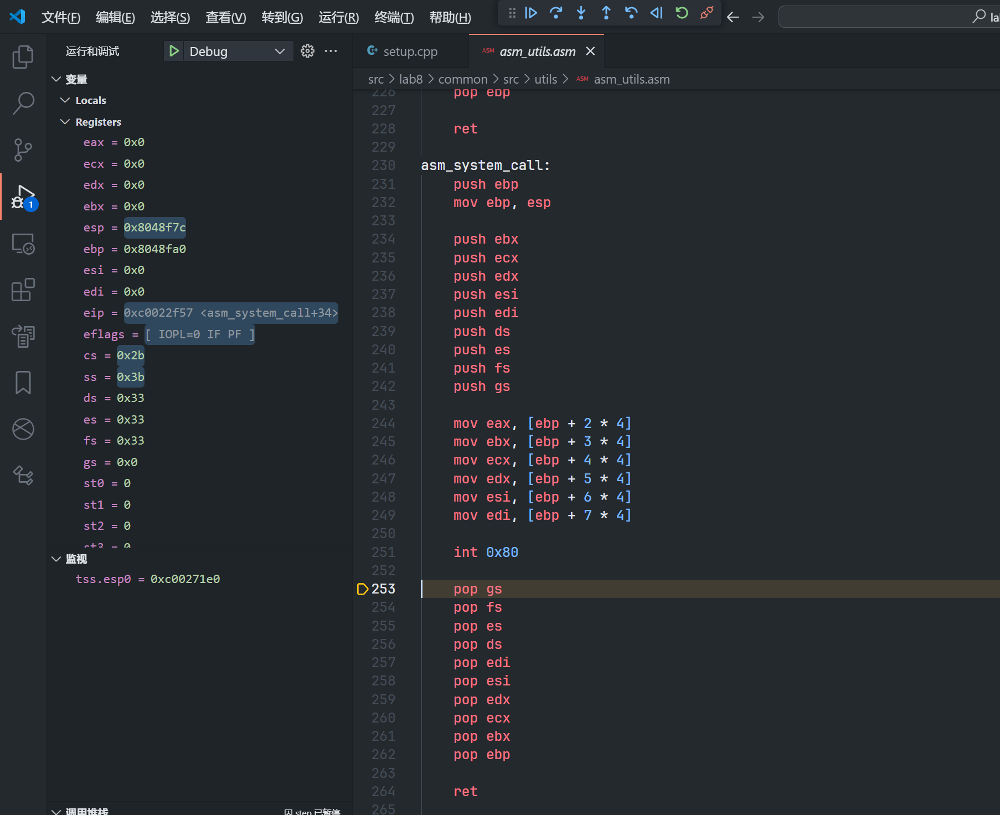 文件(F) 编辑(E) 选择(S) 查看(V) 转到(G) 运行(R) 终端(T) 帮助(H) la
运行和调试 Debug
变量
Locals
Registers
eax = 0x0
ecx = 0x0
edx = 0x0
ebx = 0x0
esp = 0x8048f7c
ebp = 0x8048fa0
esi = 0x0
edi = 0x0
eip = 0xc0022f57 <asm_system_call+34>
eflags = [ IOPL=0 IF PF ]
cs = 0x2b
ss = 0x3b
ds = 0x33
es = 0x33
fs = 0x33
gs = 0x0
st0 = 0
st1 = 0
st2 = 0
st3 = 0
监视
tss.esp0 = 0xc00271e0
调用堆栈 因 step 已暂停
1
setup.cpp ASM asm_utils.asm
src > lab8 > common > src > utils > ASM asm_utils.asm
226 pop ebp
227
228 ret
229
230 asm_system_call:
231 push ebp
232 mov ebp, esp
233
234 push ebx
235 push ecx
236 push edx
237 push esi
238 push edi
239 push ds
240 push es
241 push fs
242 push gs
243
244 mov eax, [ebp + 2 * 4]
245 mov ebx, [ebp + 3 * 4]
246 mov ecx, [ebp + 4 * 4]
247 mov edx, [ebp + 5 * 4]
248 mov esi, [ebp + 6 * 4]
249 mov edi, [ebp + 7 * 4]
250
251 int 0x80
252
253 pop gs
254 pop fs
255 pop es
256 pop ds
257 pop edi
258 pop esi
259 pop edx
260 pop ecx
261 pop ebx
262 pop ebp
263
264 ret
265